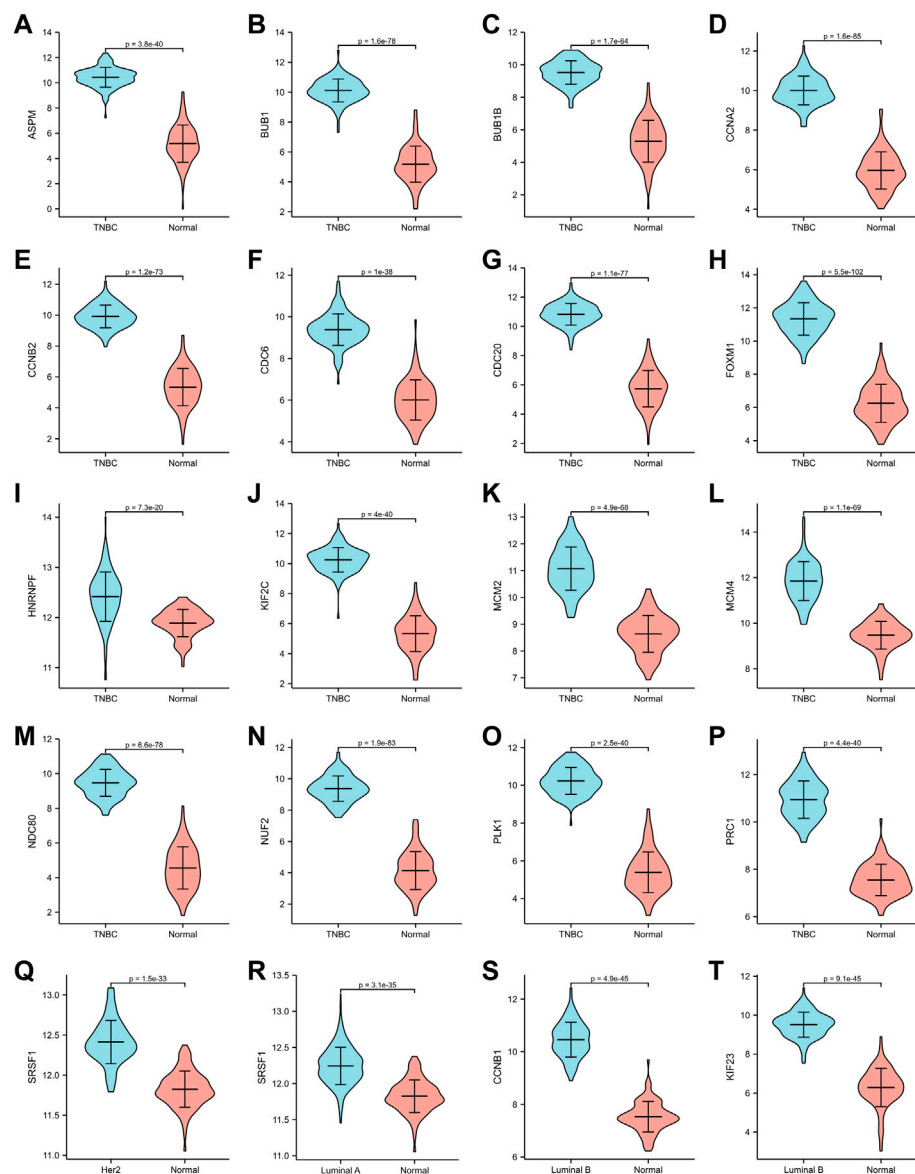 A B C D
p = 3.8e-40 p = 1.6e-78 p = 1.7e-64 p = 1.6e-85
ASPM
14
12
10
8
6
4
2
0
TNBC Normal
BUB1
14
12
10
8
6
4
2
TNBC Normal
BUB1B
12
10
8
6
4
2
TNBC Normal
CCNA2
12
10
8
6
4
TNBC Normal
E F G H
p = 1.2e-73 p = 1e-38 p = 1.1e-77 p = 5.5e-102
CCNB2
12
10
8
6
4
2
TNBC Normal
CDC6
12
10
8
6
4
TNBC Normal
CDC20
14
12
10
8
6
4
2
TNBC Normal
FOXM1
14
12
10
8
6
4
TNBC Normal
I J K L
p = 7.3e-20 p = 4e-40 p = 4.9e-68 p = 1.1e-69
HNRNPF
14
13
12
11
TNBC Normal
KIF2C
14
12
10
8
6
4
2
TNBC Normal
MCM2
13
12
11
10
9
8
7
TNBC Normal
MCM4
14
12
10
8
TNBC Normal
M N O P
p = 6.6e-78 p = 1.9e-83 p = 2.5e-40 p = 4.4e-40
NDC80
12
10
8
6
4
2
TNBC Normal
NUF2
12
10
8
6
4
2
TNBC Normal
PLK1
12
10
8
6
4
TNBC Normal
PRC1
12
10
8
6
TNBC Normal
Q R S T
p = 1.5e-33 p = 3.1e-35 p = 4.9e-45 p = 9.1e-45
SRSF1
13.0
12.5
12.0
11.5
11.0
Her2 Normal
SRSF1
13.5
13.0
12.5
12.0
11.5
11.0
Luminal A Normal
CCNB1
12
10
8
6
Luminal B Normal
KIF23
12
10
8
6
4
Luminal B Normal